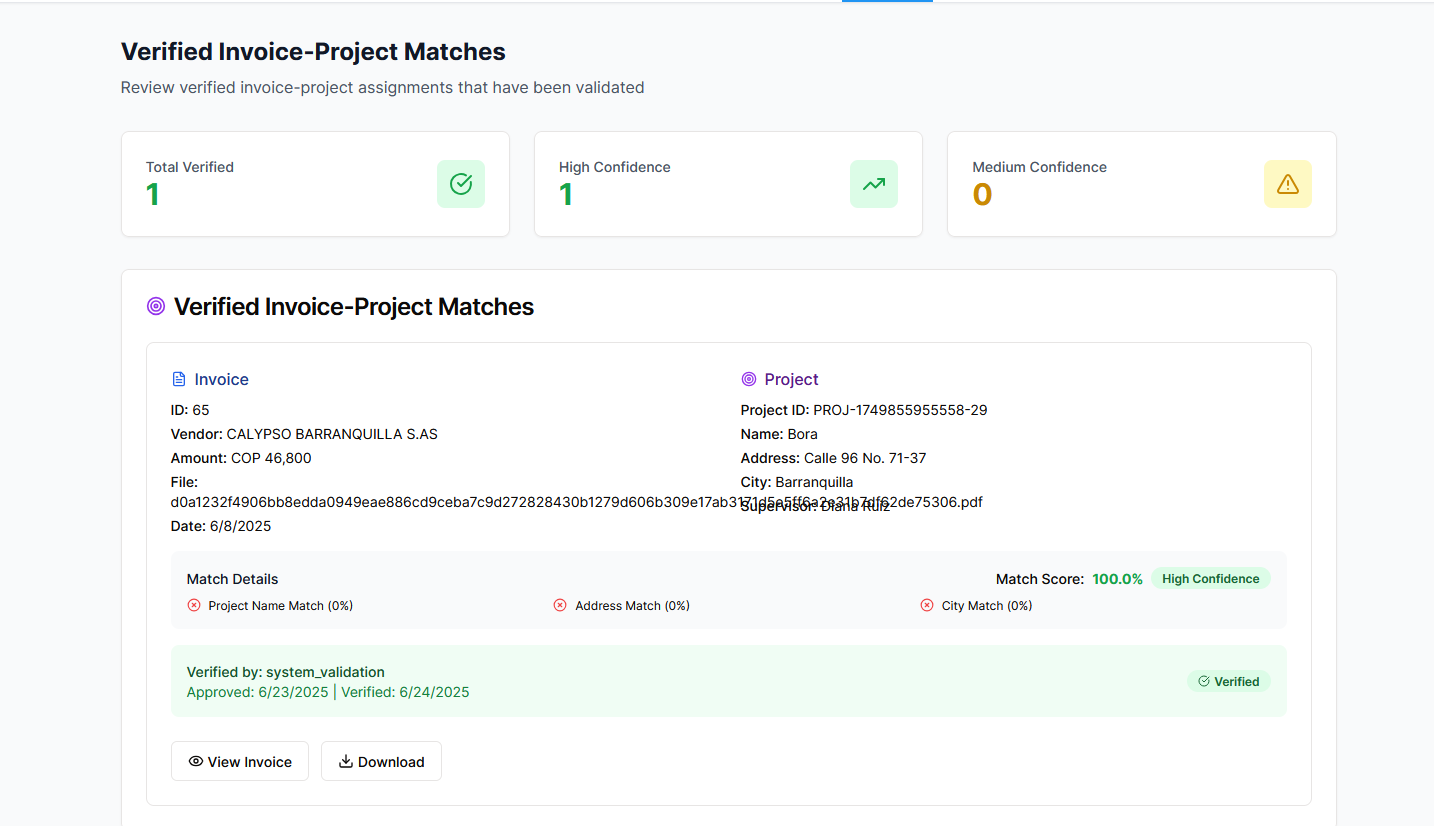 Verified Invoice-Project Matches
Review verified invoice-project assignments that have been validated
Total Verified
1
High Confidence
1
Medium Confidence
0
Verified Invoice-Project Matches
Invoice
ID: 65
Vendor: CALYPSO BARRANQUILLA S.AS
Amount: COP 46,800
File:
d0a1232f4906bb8edda0949eae886cd9ceba7c9d272828430b1279d606b309e17ab3171d5e5ff6a2e31b7df62de75306.pdf
Date: 6/8/2025
Project
Project ID: PROJ-1749855955558-29
Name: Bora
Address: Calle 96 No. 71-37
City: Barranquilla
Supervisor: Diana Ruiz
Match Details
Match Score: 100.0% High Confidence
Project Name Match (0%)
Address Match (0%)
City Match (0%)
Verified by: system_validation
Approved: 6/23/2025 | Verified: 6/24/2025
Verified
View Invoice
Download